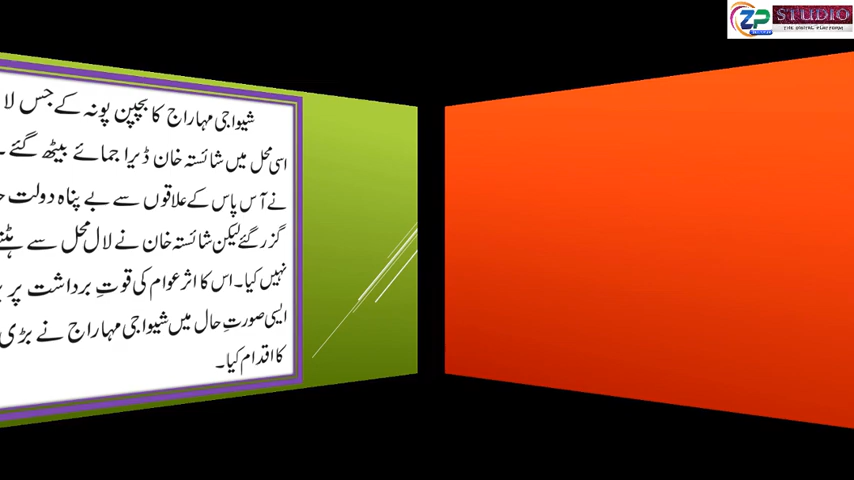 شیواجی مہاراج کا بچپن پونہ کے جس لا
اسی محل میں شائستہ خان ڈیرا جمائے بیٹھ گئے۔
نے آس پاس کے علاقوں سے بے پناہ دولت
گزر گئے لیکن شائستہ خان نے لال محل سے ہٹنے
نہیں کیا۔ اس کا اثر عوام کی قوتِ برداشت پر
ایسی صورتِ حال میں شیواجی مہاراج نے بڑی
کا اقدام کیا۔
ZP STUDIO
THE DIGITAL PLATFORM